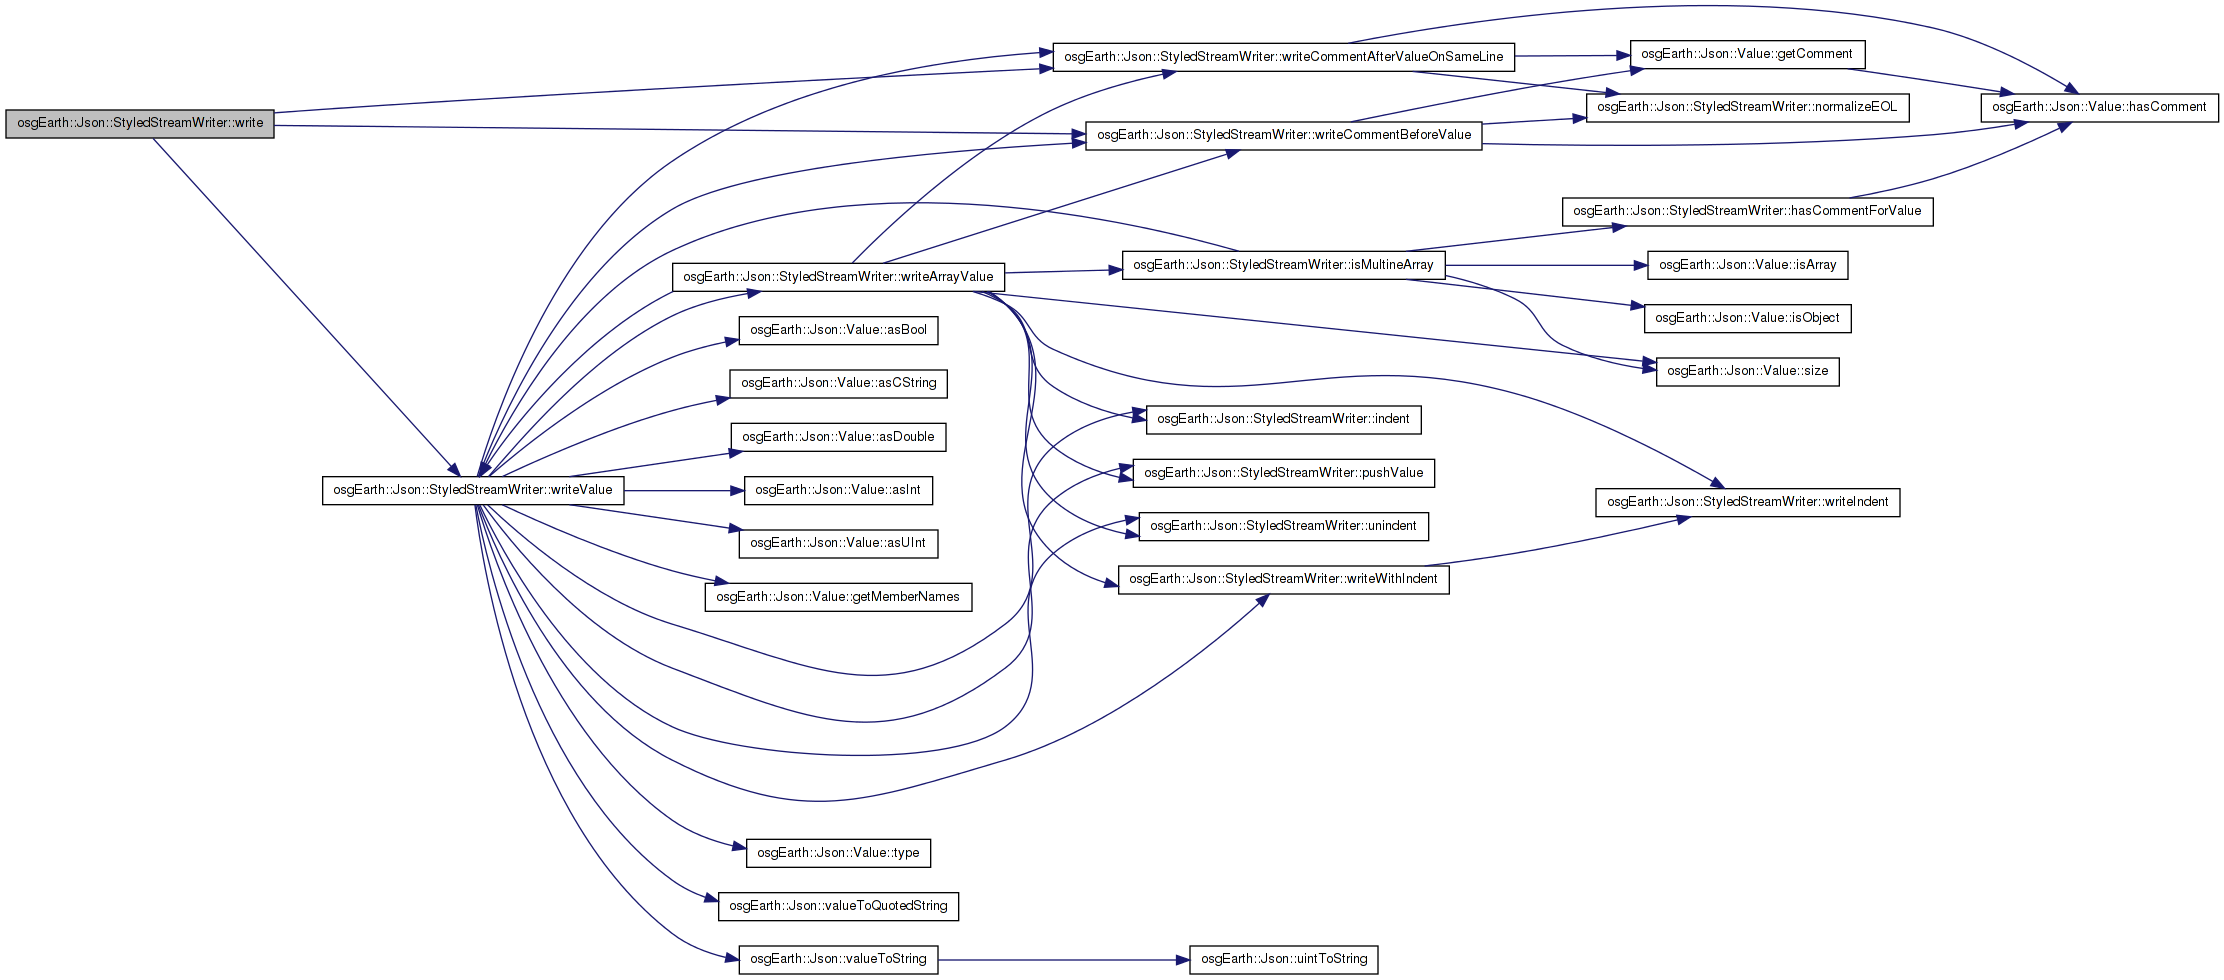 osgEarth::Json::StyledStreamWriter::write
osgEarth::Json::StyledStreamWriter::writeCommentAfterValueOnSameLine
osgEarth::Json::Value::getComment
osgEarth::Json::StyledStreamWriter::normalizeEOL
osgEarth::Json::Value::hasComment
osgEarth::Json::StyledStreamWriter::writeCommentBeforeValue
osgEarth::Json::StyledStreamWriter::hasCommentForValue
osgEarth::Json::StyledStreamWriter::writeArrayValue
osgEarth::Json::StyledStreamWriter::isMultineArray
osgEarth::Json::Value::isArray
osgEarth::Json::Value::isObject
osgEarth::Json::Value::size
osgEarth::Json::Value::asBool
osgEarth::Json::Value::asCString
osgEarth::Json::Value::asDouble
osgEarth::Json::StyledStreamWriter::writeValue
osgEarth::Json::Value::asInt
osgEarth::Json::Value::asUInt
osgEarth::Json::Value::getMemberNames
osgEarth::Json::StyledStreamWriter::indent
osgEarth::Json::StyledStreamWriter::pushValue
osgEarth::Json::StyledStreamWriter::unindent
osgEarth::Json::StyledStreamWriter::writeWithIndent
osgEarth::Json::StyledStreamWriter::writeIndent
osgEarth::Json::Value::type
osgEarth::Json::valueToQuotedString
osgEarth::Json::valueToString
osgEarth::Json::uintToString